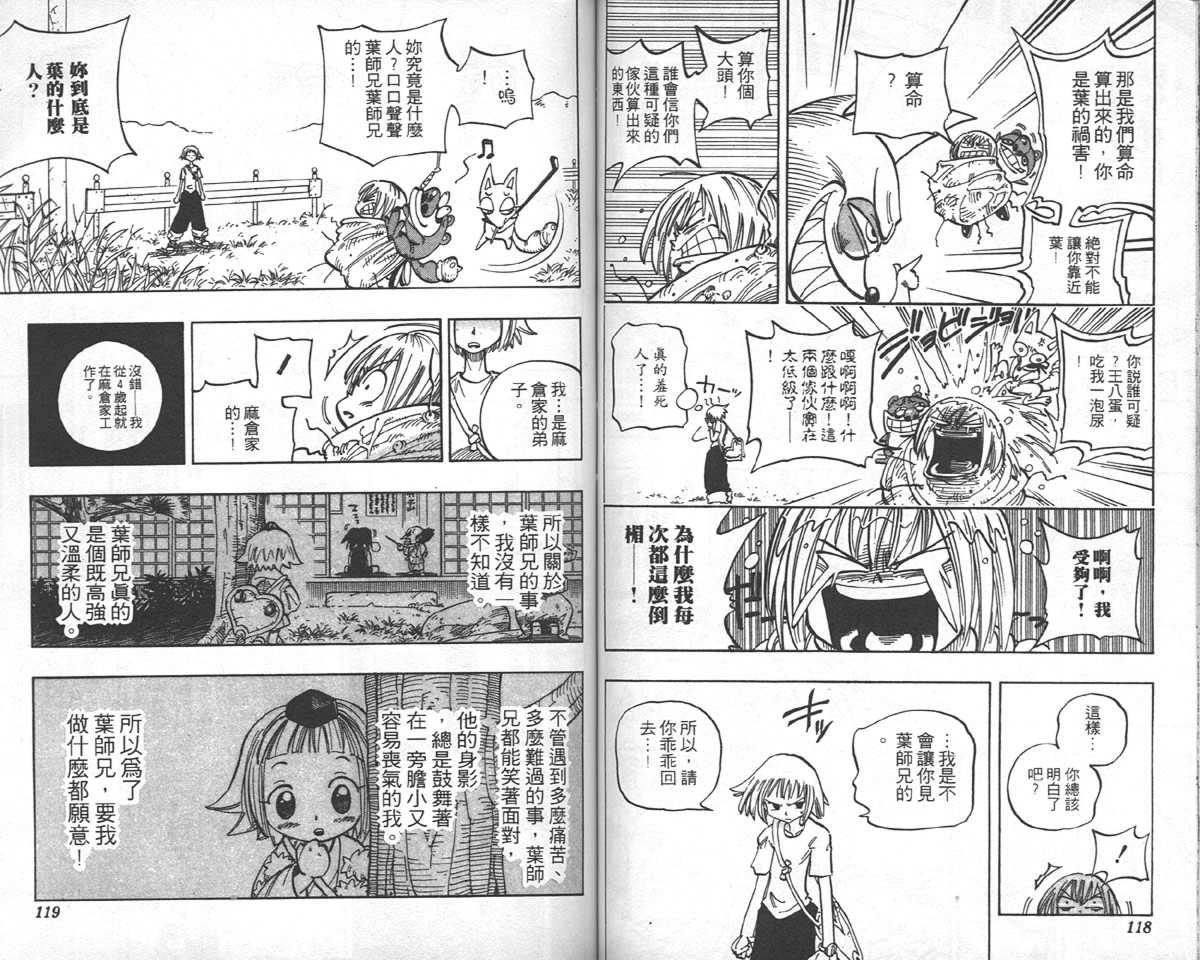 那是我們算命
算出來的，你
是葉的禍害！
絕對不能
讓你靠近
葉！
算命
？
算你個
大頭！
誰會信你們
這種可疑的
傢伙算出來
的東西！
你說誰可疑
？王八蛋，
吃我一泡尿
！
嘎啊啊啊！什
麼跟什麼！這
兩個傢伙實在
太低級了——
！
真的羞死
人了…！
啊啊，我
受夠了！
為什麼我每
次都這麼倒
楣——！
這樣…
你總該
明白了
吧？
！
…我是不
會讓你見
葉師兄的
。
所以，請
你乖乖回
去…！
118
…嗚
！
妳究竟是什麼
人？口口聲聲
葉師兄葉師兄
的…！
妳到底是
葉的什麼
人？
我…是麻
倉家的弟
子。
！
麻倉家
的…！
沒錯——我
從4歲起就
在麻倉家工
作了。
所以關於
葉師兄的事
，我沒有一
樣不知道。
葉師兄真的
是個既高強
又溫柔的人。
不管遇到多麼痛苦、
多麼難過的事，葉師
兄都能笑著面對，
他的身影
，總是鼓舞著
在一旁膽小又
容易喪氣的我。
所以為了
葉師兄，要我
做什麼都願意！
119